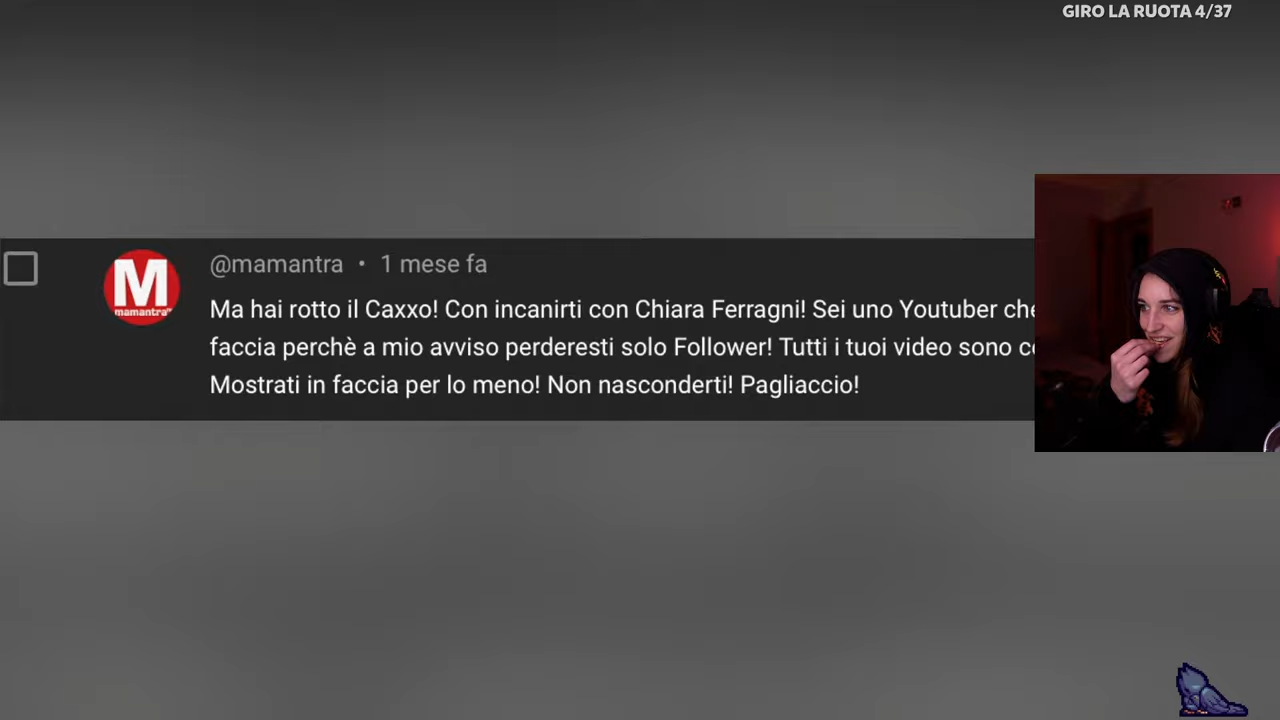 GIRO LA RUOTA 4/37
@mamantra • 1 mese fa
M
mamantra
Ma hai rotto il Caxxo! Con incanirti con Chiara Ferragni! Sei uno Youtuber che
faccia perchè a mio avviso perderesti solo Follower! Tutti i tuoi video sono
Mostrati in faccia per lo meno! Non nasconderti! Pagliaccio!